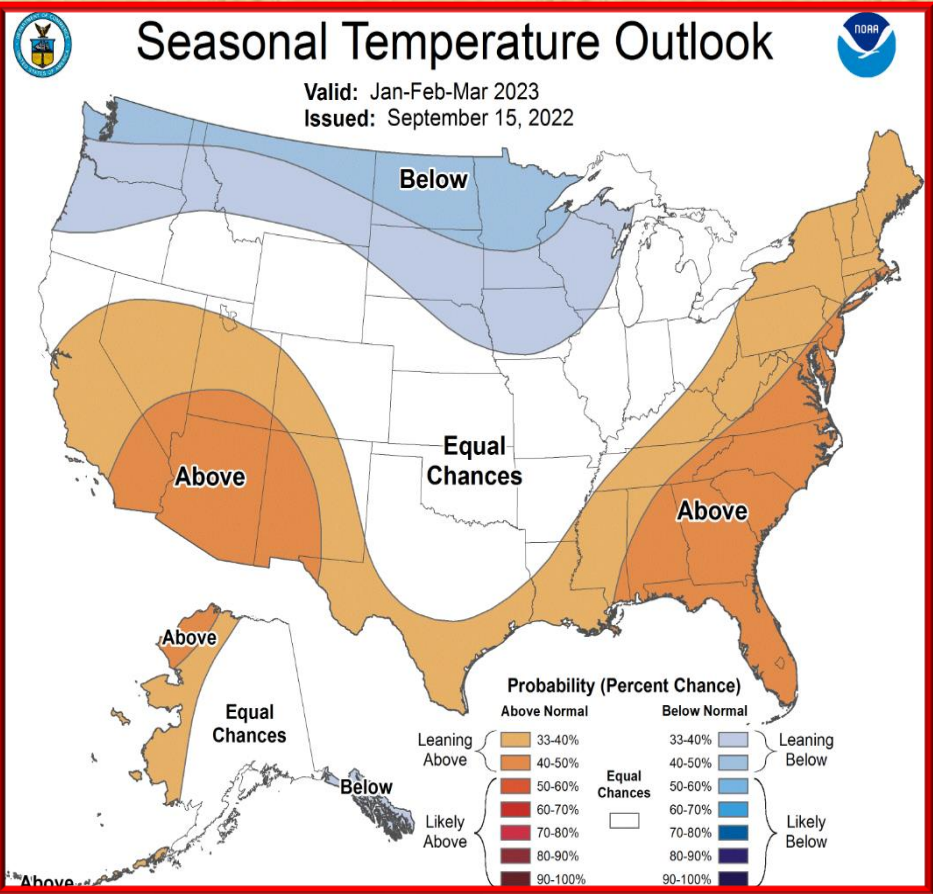 Seasonal Temperature Outlook
NOAA
Valid: Jan-Feb-Mar 2023
Issued: September 15, 2022
Below
Equal
Chances
Above
Above
Above
Equal
Chances
Below
Above
Probability (Percent Chance)
Above Normal
Below Normal
Leaning
Above
33-40%
40-50%
50-60%
60-70%
70-80%
80-90%
90-100%
Likely
Above
Equal
Chances
33-40%
40-50%
50-60%
60-70%
70-80%
80-90%
90-100%
Leaning
Below
Likely
Below